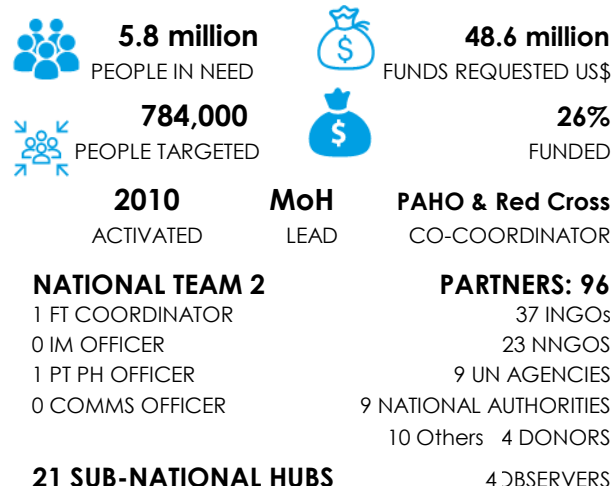 5.8 million 48.6 million
PEOPLE IN NEED FUNDS REQUESTED US$
784,000 26%
PEOPLE TARGETED FUNDED
2010 MoH PAHO & Red Cross
ACTIVATED LEAD CO-COORDINATOR
NATIONAL TEAM 2 PARTNERS: 96
1 FT COORDINATOR 37 INGOs
0 IM OFFICER 23 NNGOS
1 PT PH OFFICER 9 UN AGENCIES
0 COMMS OFFICER 9 NATIONAL AUTHORITIES
10 Others 4 DONORS
21 SUB-NATIONAL HUBS 4 OBSERVERS